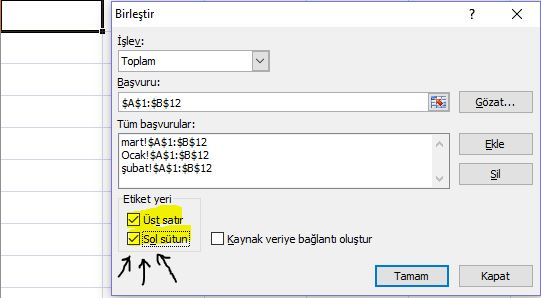 Birleştir
İşlev:
Toplam
Başvuru:
$A$1:$B$12
Gözat...
Tüm başvurular:
mart!$A$1:$B$12
Ocak!$A$1:$B$12
şubat!$A$1:$B$12
Ekle
Sil
Etiket yeri
Üst satır
Sol sütun
Kaynak veriye bağlantı oluştur
Tamam
Kapat